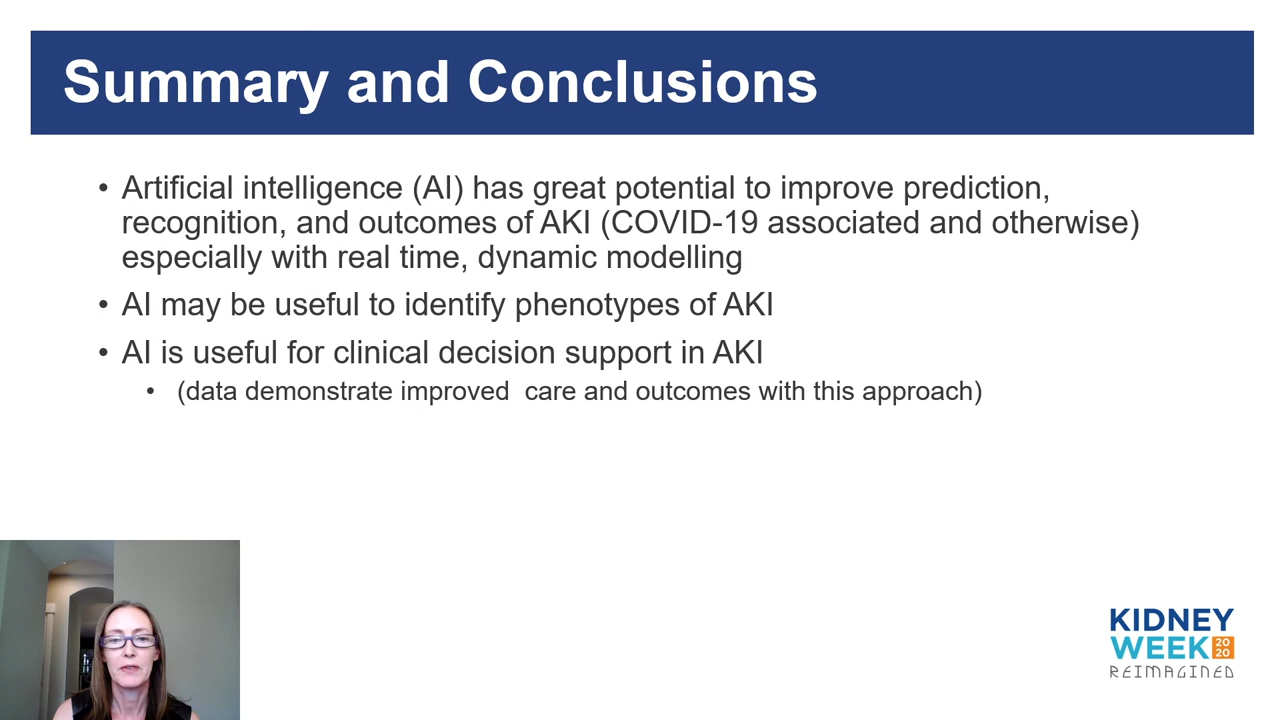 Summary and Conclusions
• Artificial intelligence (AI) has great potential to improve prediction,
recognition, and outcomes of AKI (COVID-19 associated and otherwise)
especially with real time, dynamic modelling
• AI may be useful to identify phenotypes of AKI
• AI is useful for clinical decision support in AKI
• (data demonstrate improved  care and outcomes with this approach)
KIDNEY
WEEK 2020
REIMAGINED